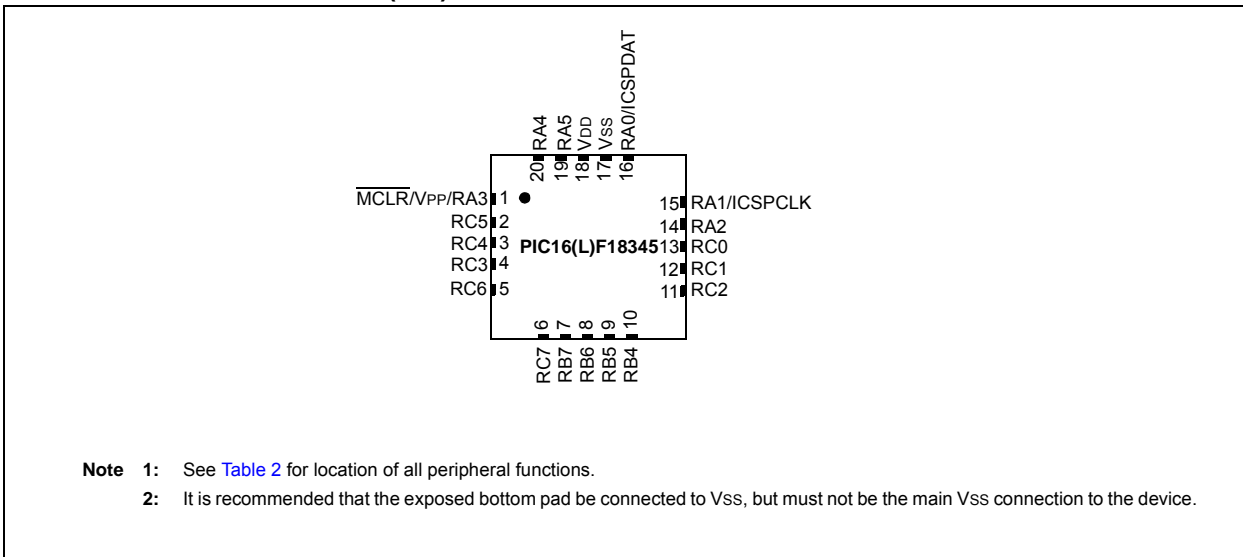 20 RA4
19 RA5
18 VDD
17 VSS
16 RA0/ICSPDAT
MCLR/VPP/RA3 1
RC5 2
RC4 3
RC3 4
RC6 5
PIC16(L)F18345
15 RA1/ICSPCLK
14 RA2
13 RC0
12 RC1
11 RC2
6 RC7
7 RB7
8 RB6
9 RB5
10 RB4
Note 1: See Table 2 for location of all peripheral functions.
2: It is recommended that the exposed bottom pad be connected to VSS, but must not be the main VSS connection to the device.